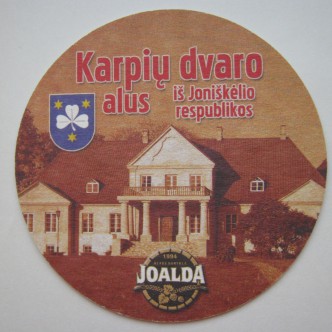 Karpių dvaro
alus iš Joniškėlio
respublikos
1994
JOALDA